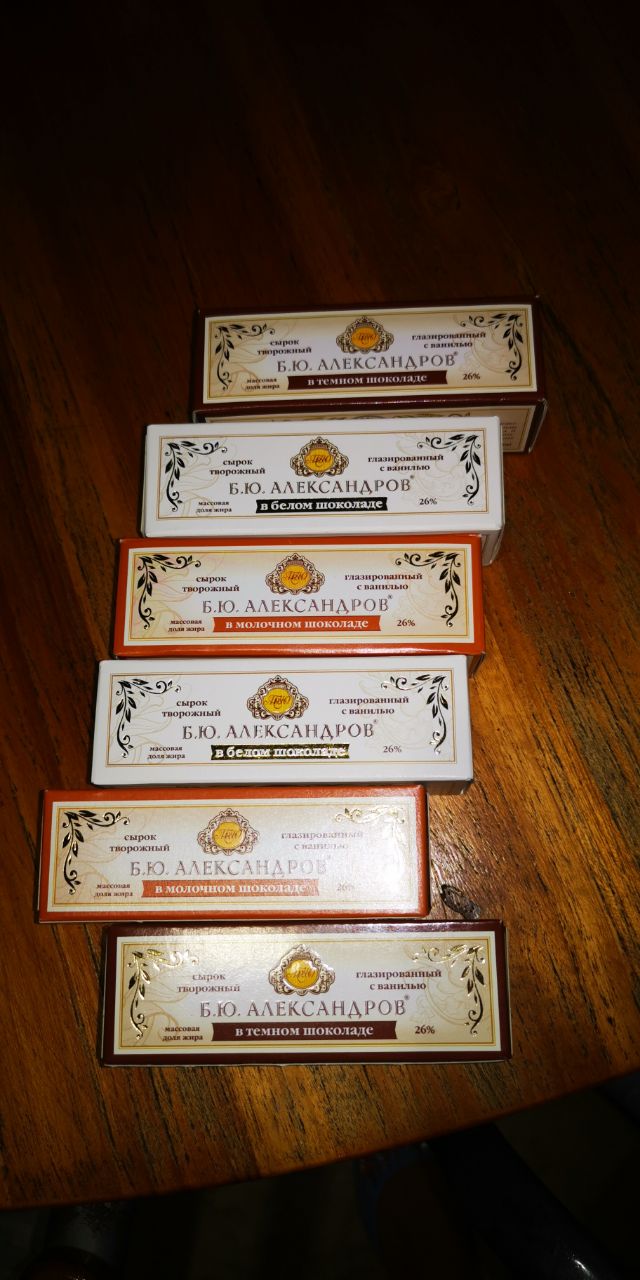 сырок глазированный
творожный с ванилью
Б.Ю. АЛЕКСАНДРОВ®
массовая доля жира в темном шоколаде 26%
сырок глазированный
творожный с ванилью
Б.Ю. АЛЕКСАНДРОВ®
массовая доля жира в белом шоколаде 26%
АБЮ
сырок глазированный
творожный с ванилью
Б.Ю. АЛЕКСАНДРОВ®
массовая доля жира в молочном шоколаде 26%
АБЮ
сырок глазированный
творожный с ванилью
Б.Ю. АЛЕКСАНДРОВ®
массовая доля жира в белом шоколаде 26%
сырок глазированный
творожный с ванилью
Б.Ю. АЛЕКСАНДРОВ®
массовая доля жира в молочном шоколаде 26%
сырок глазированный
творожный с ванилью
Б.Ю. АЛЕКСАНДРОВ®
массовая доля жира в темном шоколаде 26%